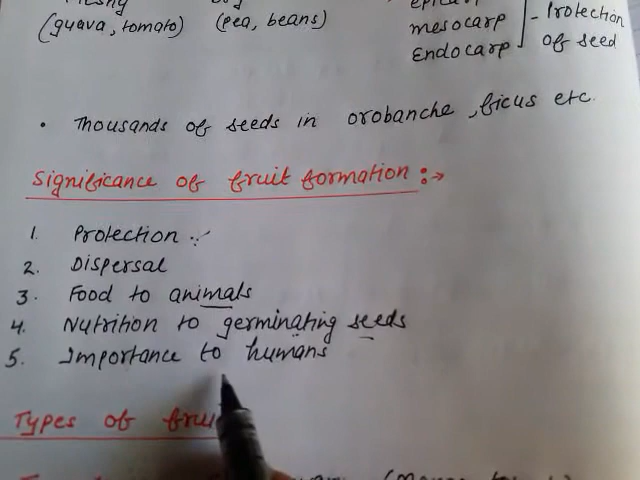 (guava, tomato) (pea, beans) mesocarp Protection
Endocarp of seed
• Thousands of seeds in orobanche, ficus etc.
Significance of fruit formation :→
1. Protection
2. Dispersal
3. Food to animals
4. Nutrition to germinating seeds
5. Importance to humans
Types of